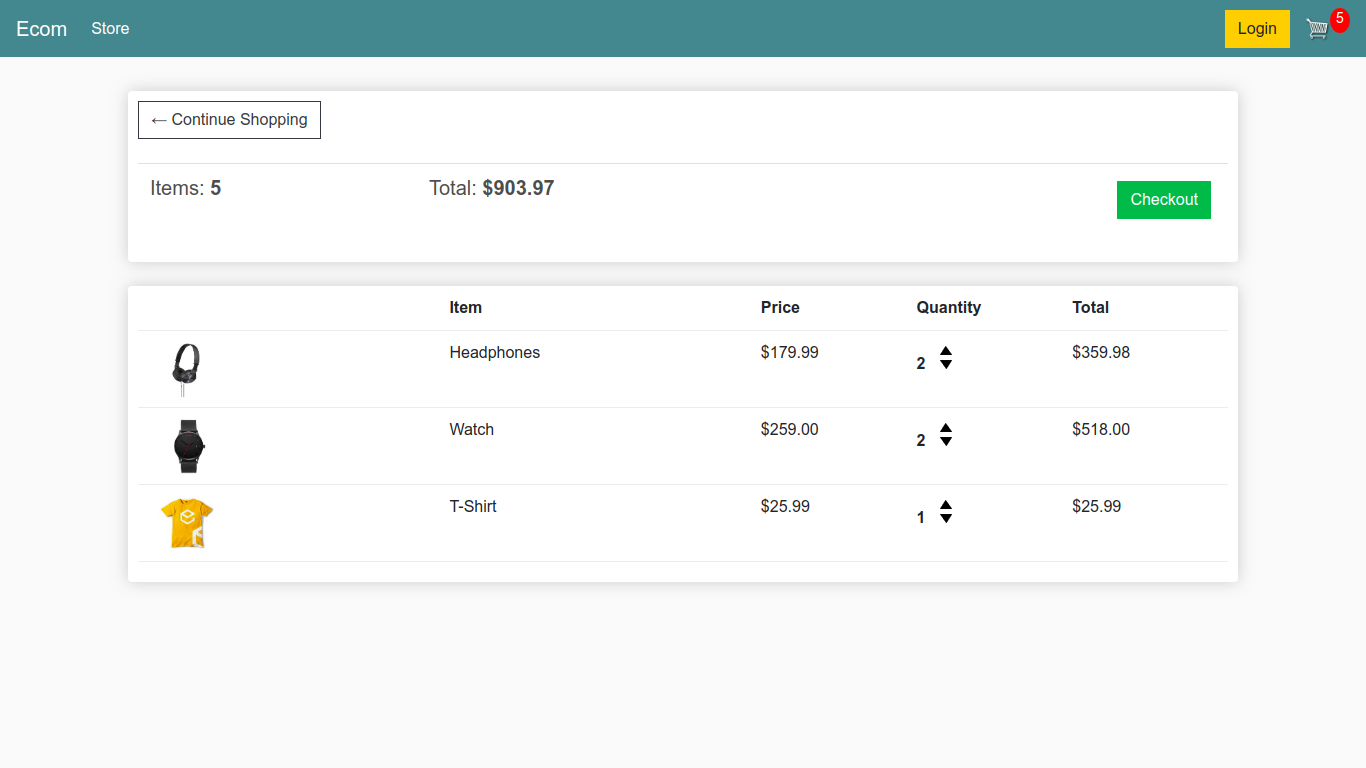 Ecom Store Login 5
← Continue Shopping
Items: 5 Total: $903.97 Checkout
Item Price Quantity Total
Headphones $179.99 2 $359.98
Watch $259.00 2 $518.00
T-Shirt $25.99 1 $25.99